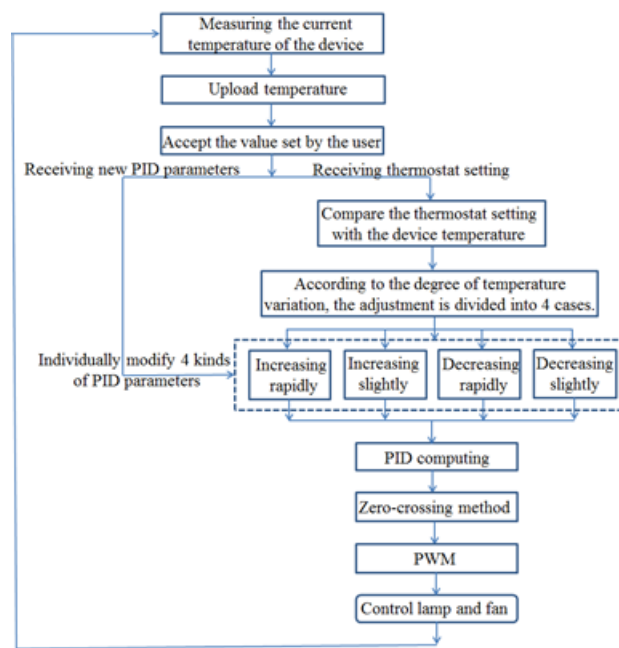 Measuring the current
temperature of the device
Upload temperature
Accept the value set by the user
Receiving new PID parameters
Receiving thermostat setting
Compare the thermostat setting
with the device temperature
According to the degree of temperature
variation, the adjustment is divided into 4 cases.
Individually modify 4 kinds
of PID parameters
Increasing
rapidly
Increasing
slightly
Decreasing
rapidly
Decreasing
slightly
PID computing
Zero-crossing method
PWM
Control lamp and fan